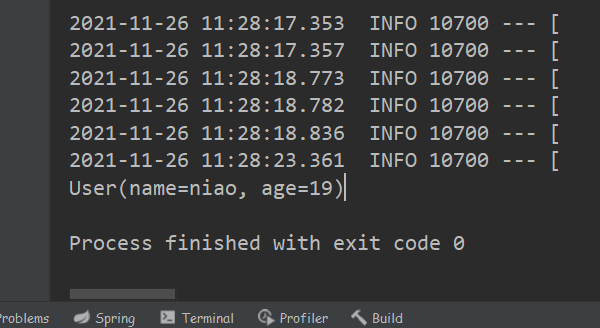 2021-11-26 11:28:17.353  INFO 10700 --- [
2021-11-26 11:28:17.357  INFO 10700 --- [
2021-11-26 11:28:18.773  INFO 10700 --- [
2021-11-26 11:28:18.782  INFO 10700 --- [
2021-11-26 11:28:18.836  INFO 10700 --- [
2021-11-26 11:28:23.361  INFO 10700 --- [
User(name=niao, age=19)
Process finished with exit code 0
roblems Spring Terminal Profiler Build